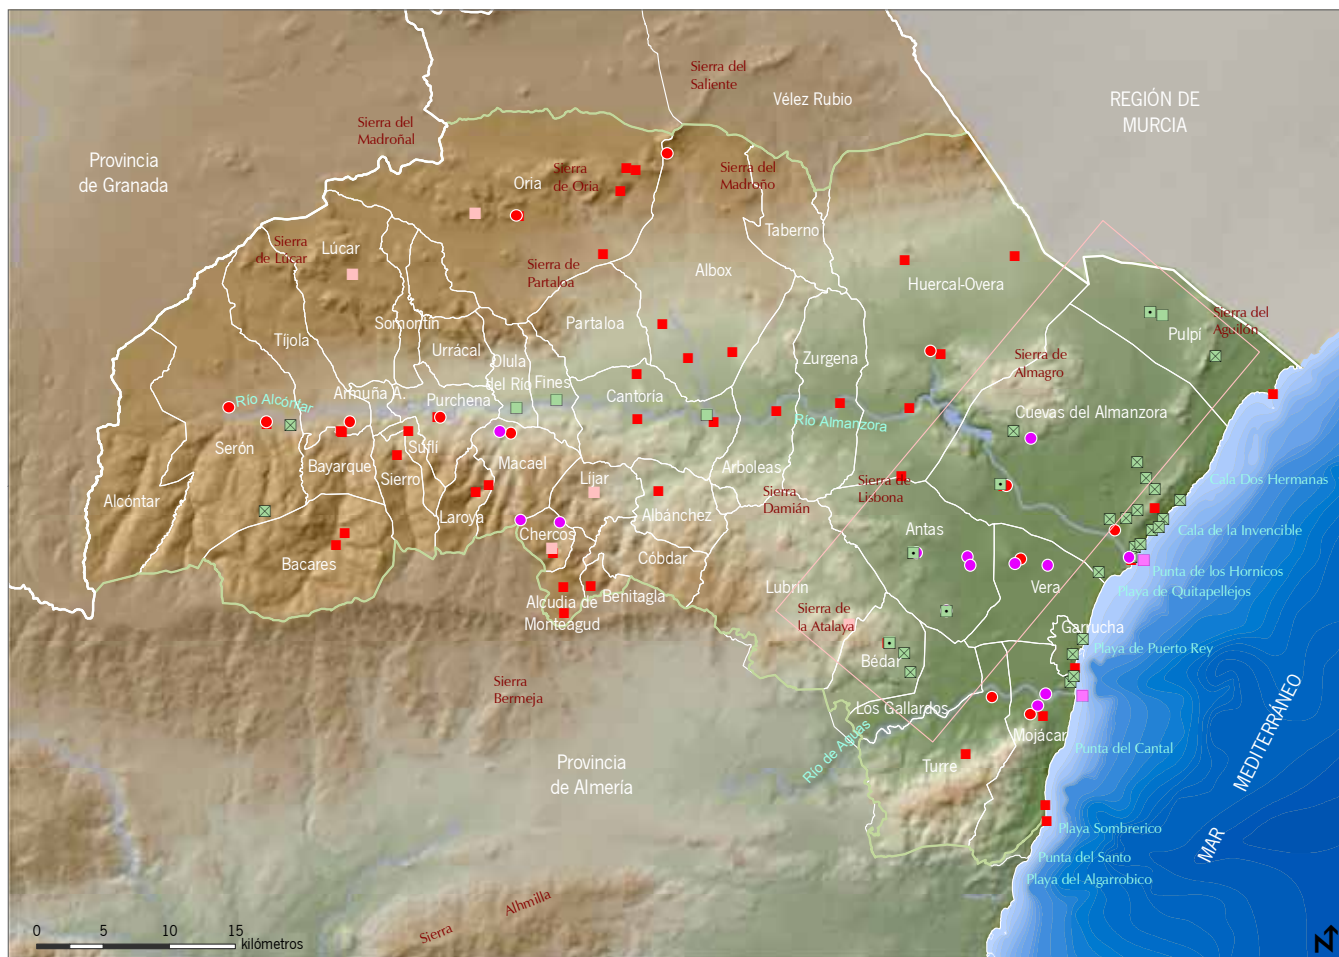 Sierra del
Saliente
Vélez Rubio
REGIÓN DE
MURCIA
Sierra del
Madroñal
Provincia
de Granada
Oria
Sierra
de Oria
Sierra del
Madroño
Taberno
Sierra
de Lúcar
Lúcar
Sierra de
Partaloa
Albox
Huercal-Overa
Somontín
Partaloa
Sierra del
Aguilón
Pulpí
Tíjola
Urrácal
Olula
del Río
Fines
Zurgena
Sierra de
Almagro
Armuña A.
Purchena
Cantoria
Río Alcóntar
Cuevas del Almanzora
Río Almanzora
Serón
Suflí
Bayarque
Sierro
Macael
Arboleas
Líjar
Sierra de
Lisbona
Cala Dos Hermanas
Alcóntar
Sierra
Damián
Laroya
Albánchez
Chercos
Antas
Cala de la Invencible
Bacares
Cóbdar
Lubrín
Vera
Punta de los Hornicos
Playa de Quitapellejos
Alcudia de
Monteagud
Benitagla
Sierra de
la Atalaya
Garrucha
Playa de Puerto Rey
Bédar
Sierra
Bermeja
Los Gallardos
Río de Aguas
Mojácar
Punta del Cantal
Turre
Provincia
de Almería
MAR
MEDITERRÁNEO
Playa Sombrerico
Punta del Santo
Playa del Algarrobico
Sierra
Alhmilla
0 5 10 15
kilómetros
N